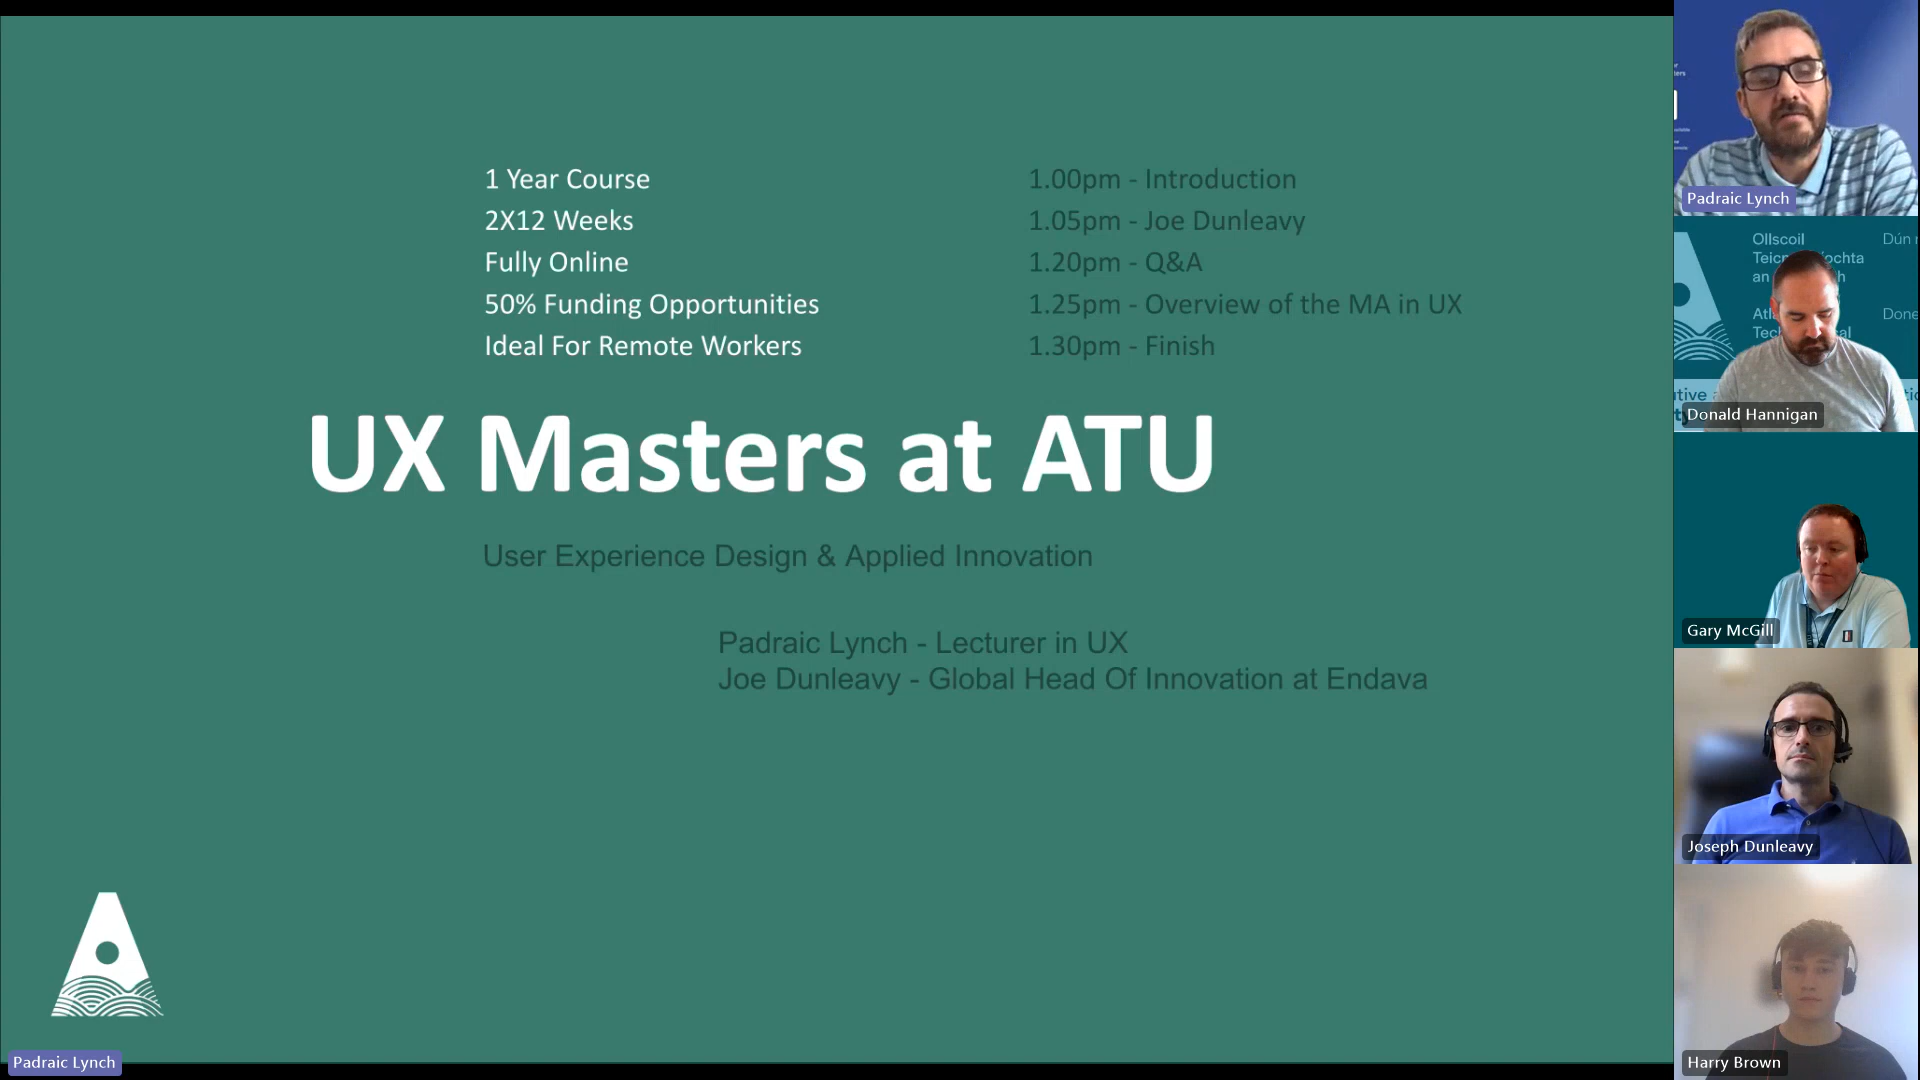 1 Year Course
2X12 Weeks
Fully Online
50% Funding Opportunities
Ideal For Remote Workers
1.00pm - Introduction
1.05pm - Joe Dunleavy
1.20pm - Q&A
1.25pm - Overview of the MA in UX
1.30pm - Finish
UX Masters at ATU
User Experience Design & Applied Innovation
Padraic Lynch - Lecturer in UX
Joe Dunleavy - Global Head Of Innovation at Endava
Padraic Lynch
Padraic Lynch
Ollscoil
an
Donald Hannigan
Gary McGill
Joseph Dunleavy
Harry Brown